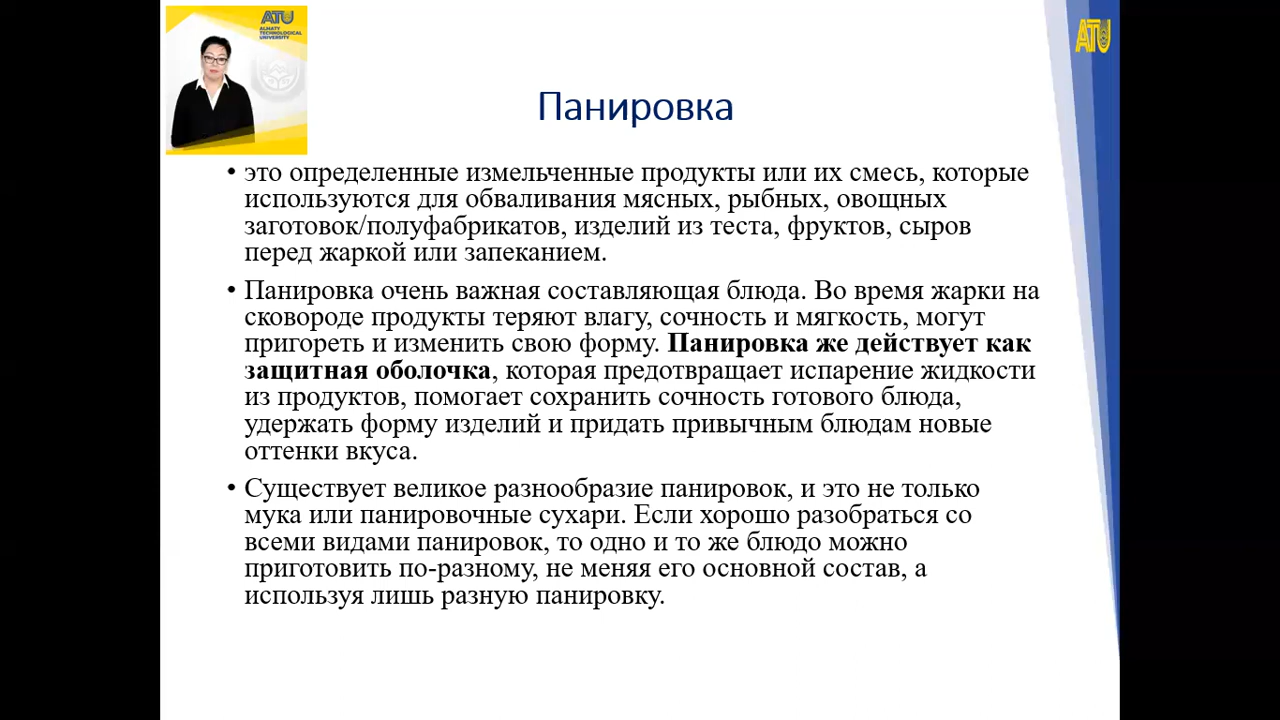 ATU
ALMATY
TECHNOLOGICAL
UNIVERSITY
ATU
Панировка
• это определенные измельченные продукты или их смесь, которые
используются для обваливания мясных, рыбных, овощных
заготовок/полуфабрикатов, изделий из теста, фруктов, сыров
перед жаркой или запеканием.
• Панировка очень важная составляющая блюда. Во время жарки на
сковороде продукты теряют влагу, сочность и мягкость, могут
пригореть и изменить свою форму. Панировка же действует как
защитная оболочка, которая предотвращает испарение жидкости
из продуктов, помогает сохранить сочность готового блюда,
удержать форму изделий и придать привычным блюдам новые
оттенки вкуса.
• Существует великое разнообразие панировок, и это не только
мука или панировочные сухари. Если хорошо разобраться со
всеми видами панировок, то одно и то же блюдо можно
приготовить по-разному, не меняя его основной состав, а
используя лишь разную панировку.